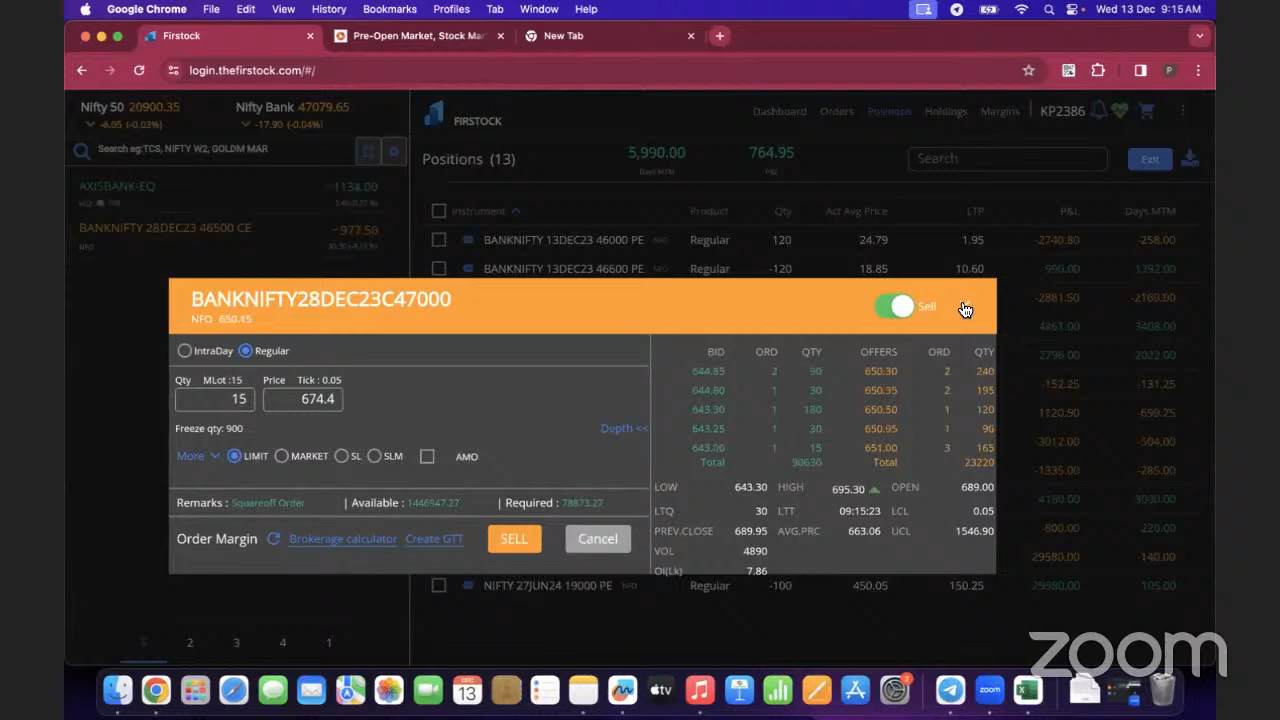 Google Chrome File Edit View History Bookmarks Profiles Tab Window Help Wed 13 Dec 9:15 AM
Firstock Pre-Open Market, Stock Mar New Tab
login.thefirstock.com/#/ P
Nifty 50 20900.35 Nifty Bank 47079.65
-6.05 (-0.03%) -17.90 (-0.04%)
FIRSTOCK Dashboard Orders Positions Holdings Margins KP2386
Search eg:TCS, NIFTY W2, GOLDM MAR
Positions (13) 5,990.00 764.95 Search Exit
Days MTM P&L
AXISBANK-EQ 1138.00
Instrument Product Qty Act Avg Price LTP P&L Days MTM
BANKNIFTY 28DEC23 46500 CE 977.50
NFO
BANKNIFTY 13DEC23 46000 PE Regular 120 24.79 1.95 -2740.80 -258.00
BANKNIFTY 13DEC23 46600 PE Regular -120 18.85 10.60 990.00 1392.00
-2881.50 -2169.00
4861.50 3408.00
2796.00 2022.00
-152.25 -131.25
1120.50 -699.25
-3012.00 -504.00
-1335.00 -285.00
4180.00 3030.00
-800.00 220.00
29580.00 -140.00
BANKNIFTY28DEC23C47000 Sell
NFO 650.15
IntraDay Regular
Qty MLot :15 Price Tick : 0.05
15 674.4
Freeze qty: 900 Depth <<
More LIMIT MARKET SL SLM AMO
Remarks : Squareoff Order | Available : 1446947.27 | Required : 78873.27
Order Margin Brokerage calculator Create GTT SELL Cancel
BID ORD QTY OFFERS ORD QTY
644.85 2 90 650.30 2 240
644.80 1 30 650.35 2 195
643.30 1 180 650.50 1 120
643.25 1 30 650.95 1 90
643.00 1 15 651.00 3 165
Total 90636 Total 23220
LOW 643.30 HIGH 695.30 OPEN 689.00
LTQ 30 LTT 09:15:23 LCL 0.05
PREV.CLOSE 689.95 AVG.PRC 663.06 UCL 1546.90
VOL 4890
OI(Lk) 7.86
NIFTY 27JUN24 19000 PE NFO Regular -100 450.05 150.25 29980.00 105.00
1 2 3 4 1
zoom
DEC
13
tv
zoom
2